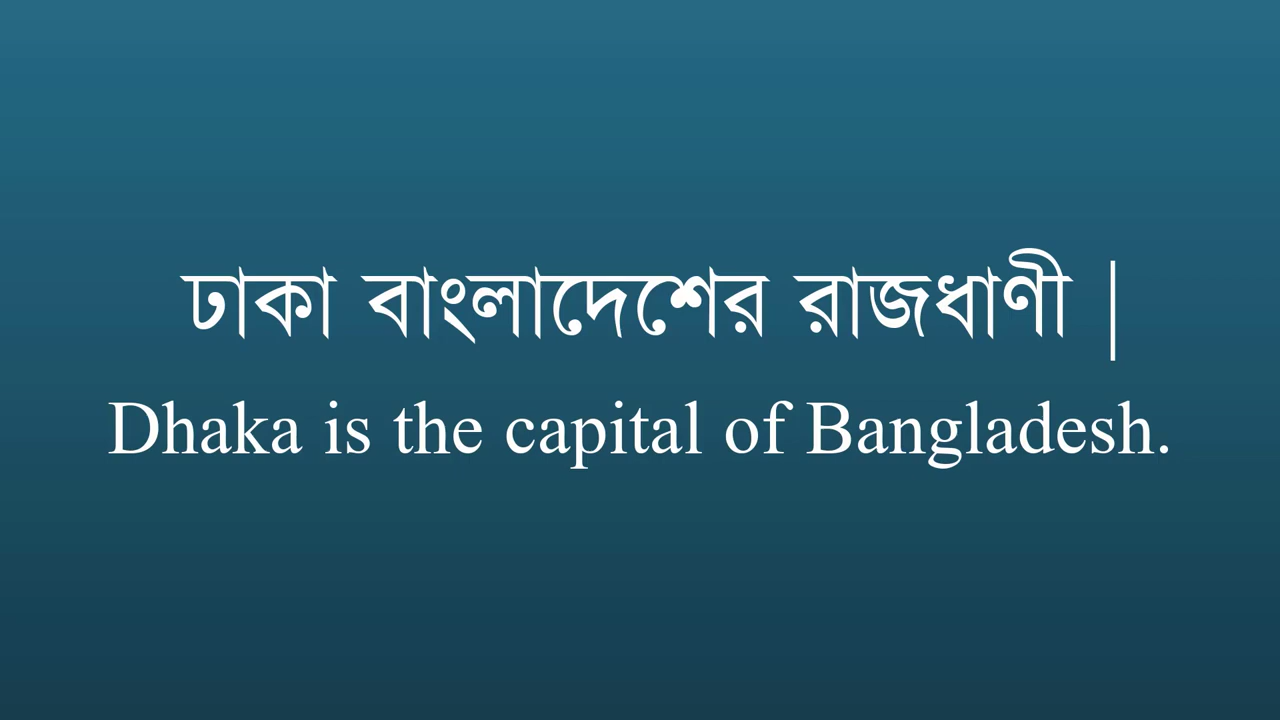 ঢাকা বাংলাদেশের রাজধাণী |
Dhaka is the capital of Bangladesh.